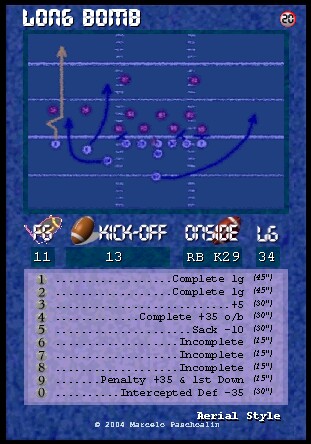 LONG BOMB
20
FG KICK-OFF ONSIDE LG
11 13 RB K29 34
1 ..................Complete lg (45")
2 ..................Complete lg (45")
3 ...........................+5 (30")
4 .............Complete +35 o/b (30")
5 .....................Sack -10 (30")
6 ...................Incomplete (15")
7 ...................Incomplete (15")
8 ...................Incomplete (15")
9 .......Penalty +35 & 1st Down (15")
0 ..........Intercepted Def -35 (30")
Aerial Style
© 2004 Marcelo Paschoalin